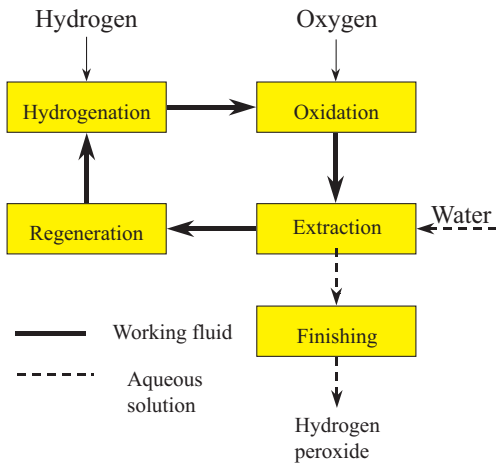 Hydrogen
Oxygen
Hydrogenation
Oxidation
Water
Regeneration
Extraction
Finishing
Working fluid
Aqueous
solution
Hydrogen
peroxide